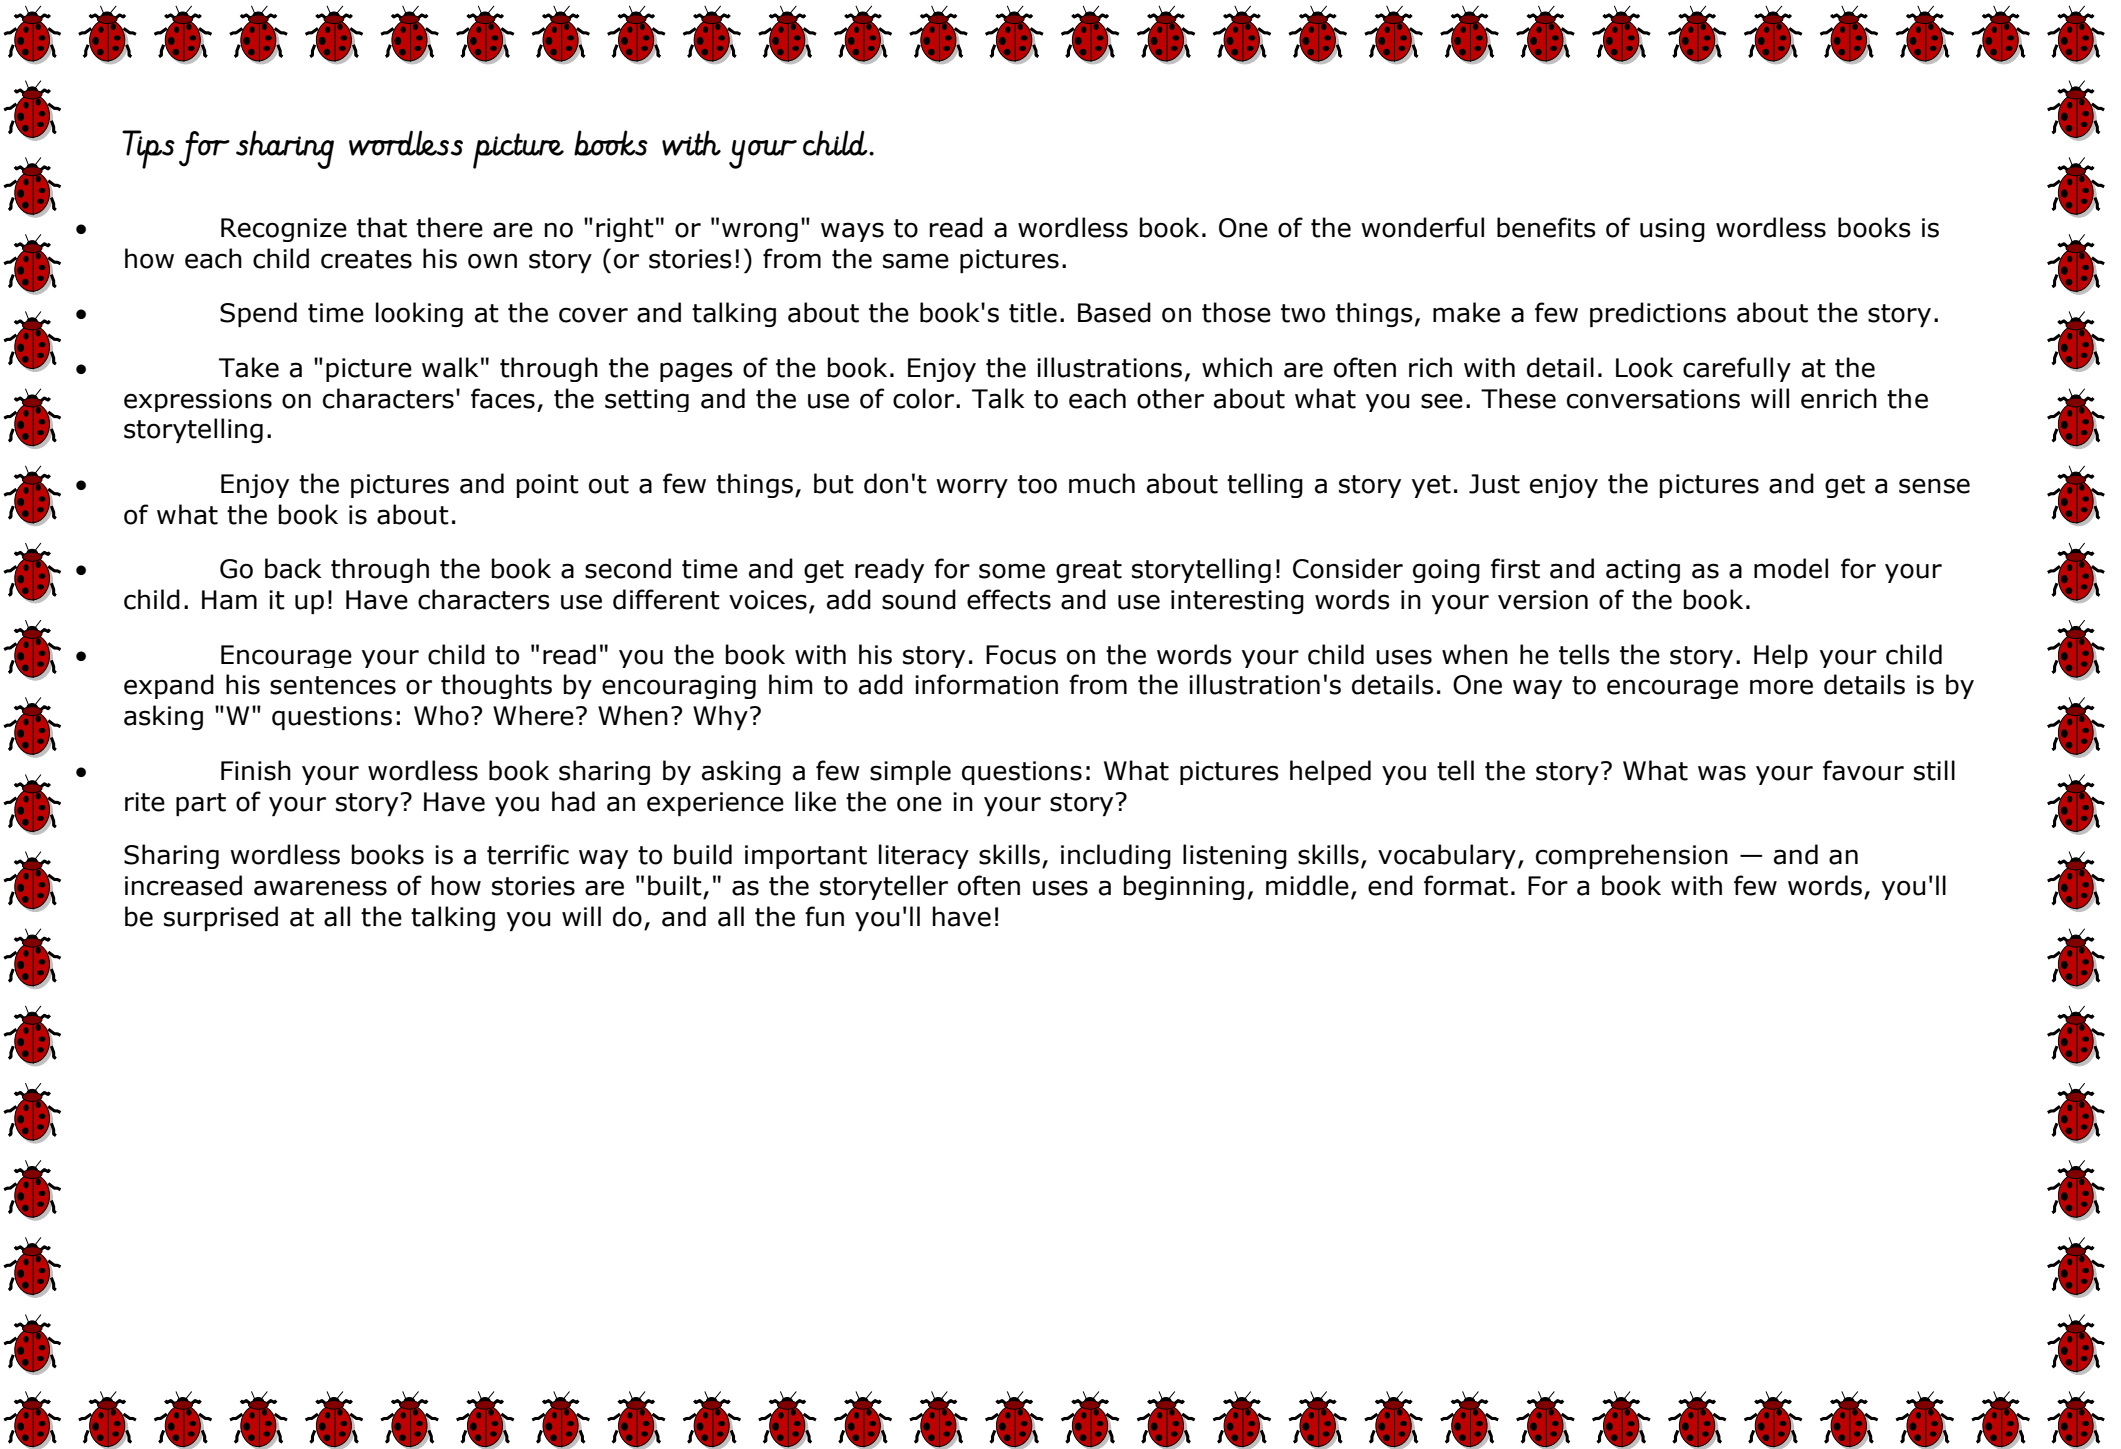 Tips for sharing wordless picture books with your child.
• Recognize that there are no "right" or "wrong" ways to read a wordless book. One of the wonderful benefits of using wordless books is
how each child creates his own story (or stories!) from the same pictures.
• Spend time looking at the cover and talking about the book's title. Based on those two things, make a few predictions about the story.
• Take a "picture walk" through the pages of the book. Enjoy the illustrations, which are often rich with detail. Look carefully at the
expressions on characters' faces, the setting and the use of color. Talk to each other about what you see. These conversations will enrich the
storytelling.
• Enjoy the pictures and point out a few things, but don't worry too much about telling a story yet. Just enjoy the pictures and get a sense
of what the book is about.
• Go back through the book a second time and get ready for some great storytelling! Consider going first and acting as a model for your
child. Ham it up! Have characters use different voices, add sound effects and use interesting words in your version of the book.
• Encourage your child to "read" you the book with his story. Focus on the words your child uses when he tells the story. Help your child
expand his sentences or thoughts by encouraging him to add information from the illustration's details. One way to encourage more details is by
asking "W" questions: Who? Where? When? Why?
• Finish your wordless book sharing by asking a few simple questions: What pictures helped you tell the story? What was your favour still
rite part of your story? Have you had an experience like the one in your story?
Sharing wordless books is a terrific way to build important literacy skills, including listening skills, vocabulary, comprehension — and an
increased awareness of how stories are "built," as the storyteller often uses a beginning, middle, end format. For a book with few words, you'll
be surprised at all the talking you will do, and all the fun you'll have!